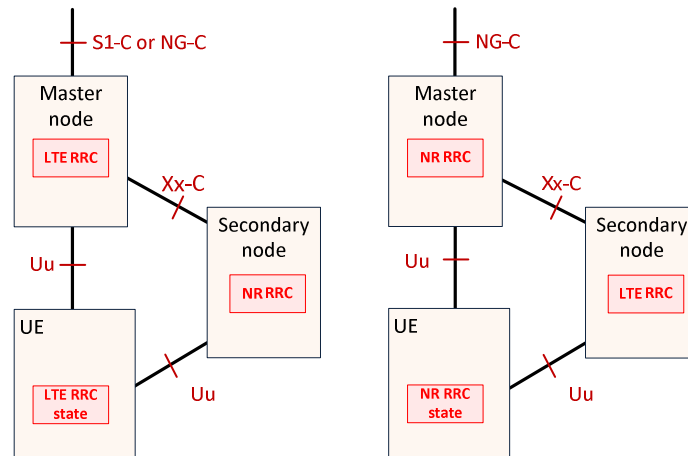 S1-C or NG-C
Master
node
LTE RRC
Xx-C
Secondary
node
NR RRC
Uu
UE
LTE RRC
state
Uu
NG-C
Master
node
NR RRC
Xx-C
Secondary
node
LTE RRC
Uu
UE
NR RRC
state
Uu